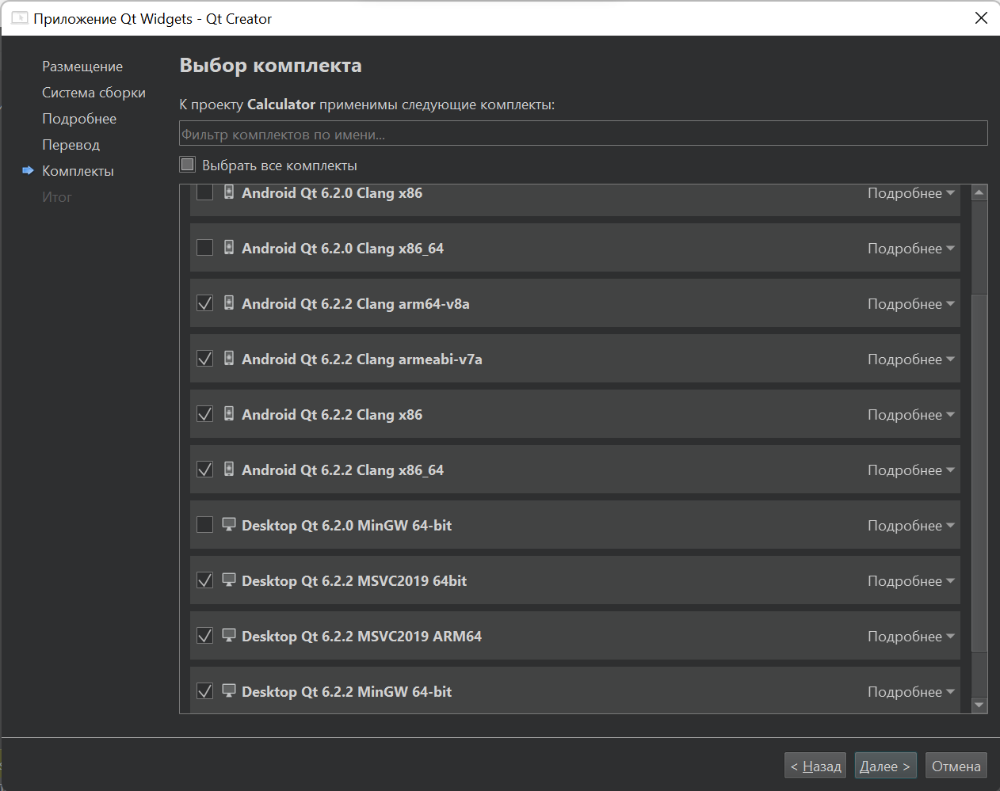 Приложение Qt Widgets - Qt Creator
Размещение
Система сборки
Подробнее
Перевод
Комплекты
Итог
Выбор комплекта
К проекту Calculator применимы следующие комплекты:
Фильтр комплектов по имени...
Выбрать все комплекты
Android Qt 6.2.0 Clang x86 Подробнее
Android Qt 6.2.0 Clang x86_64 Подробнее
Android Qt 6.2.2 Clang arm64-v8a Подробнее
Android Qt 6.2.2 Clang armeabi-v7a Подробнее
Android Qt 6.2.2 Clang x86 Подробнее
Android Qt 6.2.2 Clang x86_64 Подробнее
Desktop Qt 6.2.0 MinGW 64-bit Подробнее
Desktop Qt 6.2.2 MSVC2019 64bit Подробнее
Desktop Qt 6.2.2 MSVC2019 ARM64 Подробнее
Desktop Qt 6.2.2 MinGW 64-bit Подробнее
< Назад Далее > Отмена